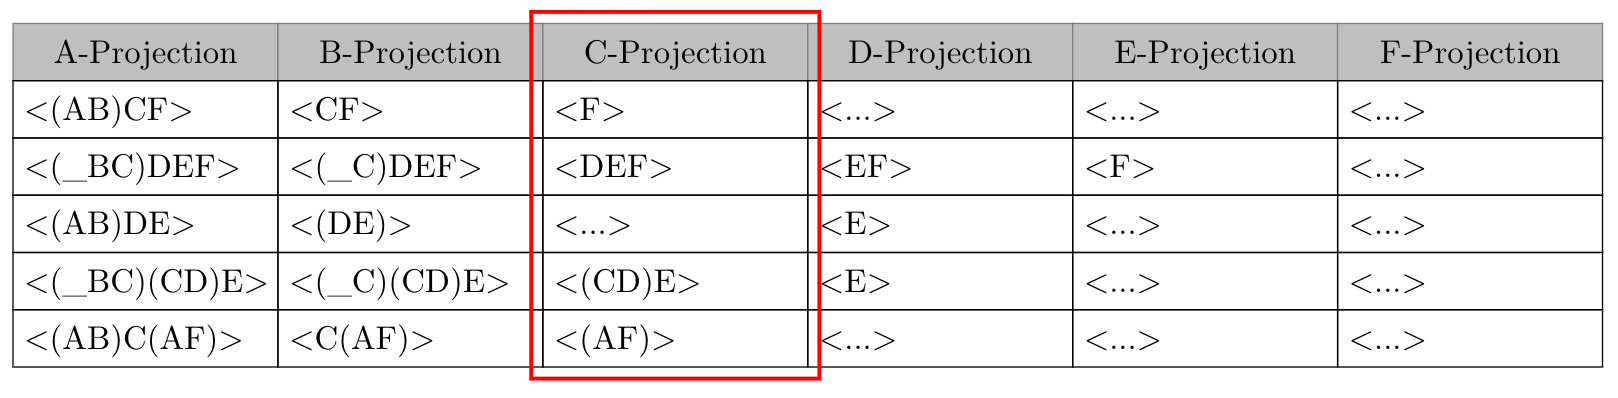 A-Projection B-Projection C-Projection D-Projection E-Projection F-Projection
<(AB)CF> <CF> <F> <...> <...> <...>
<(_BC)DEF> <(_C)DEF> <DEF> <EF> <F> <...>
<(AB)DE> <(DE)> <...> <E> <...> <...>
<(_BC)(CD)E> <(_C)(CD)E> <(CD)E> <E> <...> <...>
<(AB)C(AF)> <C(AF)> <(AF)> <...> <...> <...>